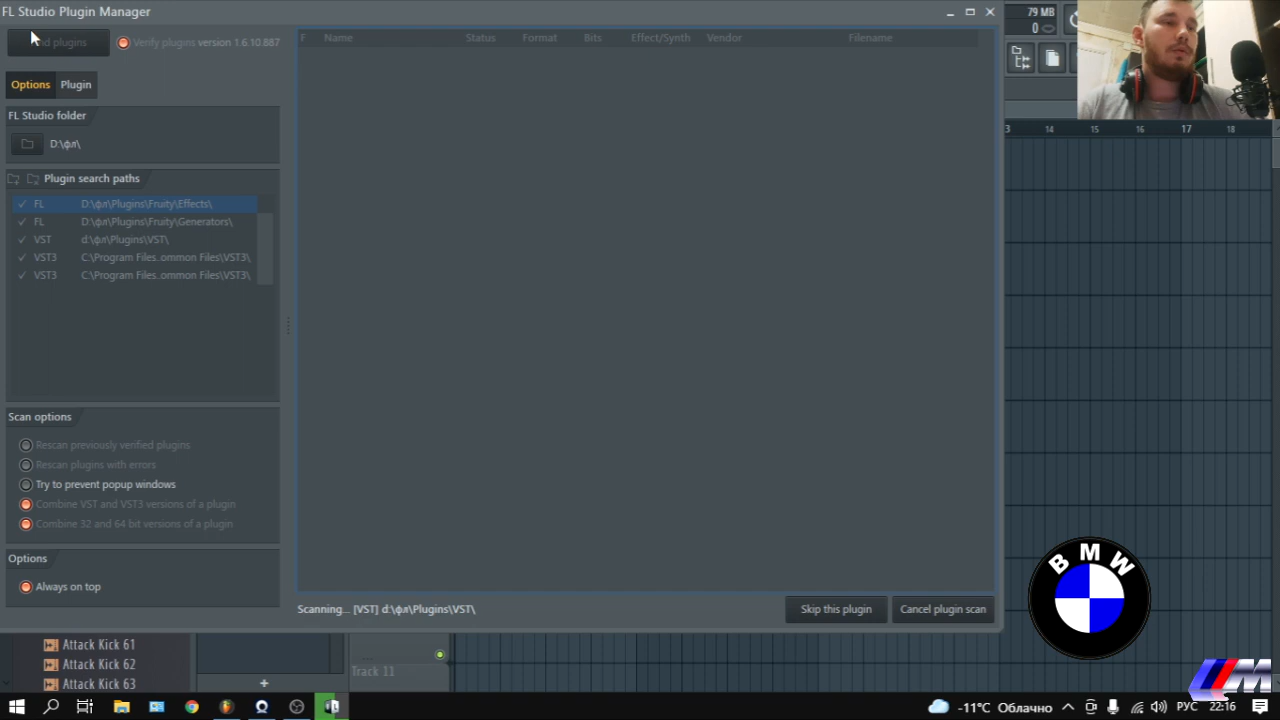 FL Studio Plugin Manager
Verify plugins version 1.6.10.887
Options Plugin
FL Studio folder
D:\фл\
Plugin search paths
FL D:\фл\Plugins\Fruity\Effects\
FL D:\фл\Plugins\Fruity\Generators\
VST d:\фл\Plugins\VST\
VST3 C:\Program Files..ommon Files\VST3\
VST3 C:\Program Files..ommon Files\VST3\
Scan options
Rescan previously verified plugins
Rescan plugins with errors
Try to prevent popup windows
Combine VST and VST3 versions of a plugin
Combine 32 and 64 bit versions of a plugin
Options
Always on top
F Name Status Format Bits Effect/Synth Vendor Filename
Scanning... [VST] d:\фл\Plugins\VST\
Skip this plugin Cancel plugin scan
79 MB
0
3 14 15 16 17 18
BMW
M
Attack Kick 61
Attack Kick 62
Attack Kick 63
Track 11
-11°C Облачно
РУС 22:16